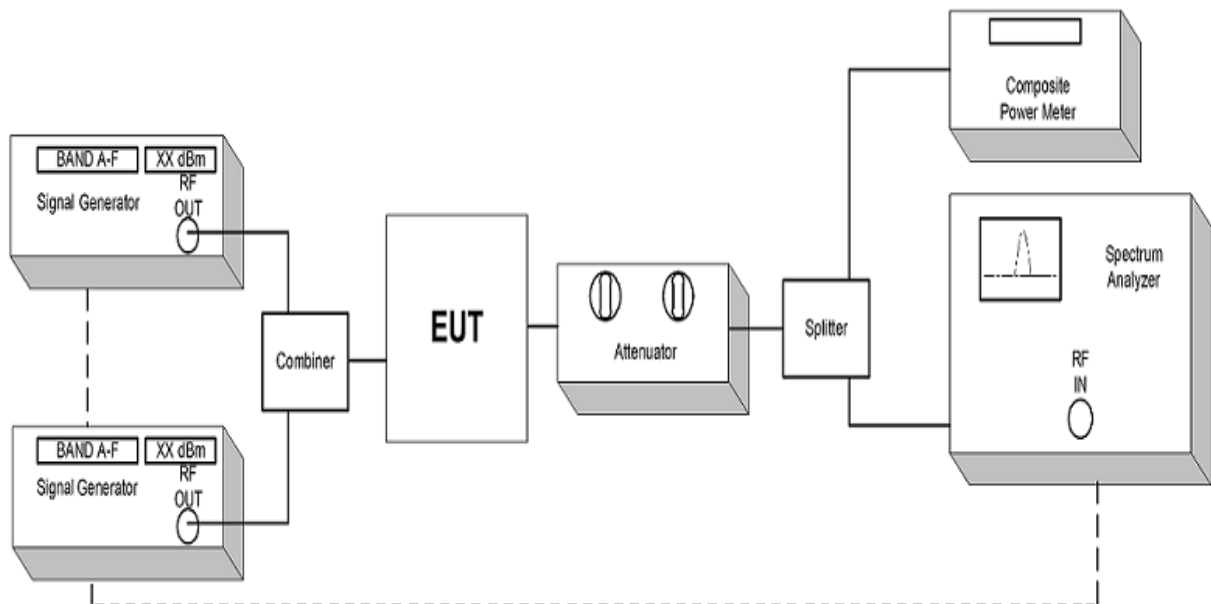 BAND A-F
XX dBm
Signal Generator
RF
OUT
Combiner
BAND A-F
XX dBm
Signal Generator
RF
OUT
EUT
Attenuator
Splitter
Composite
Power Meter
Spectrum
Analyzer
RF
IN